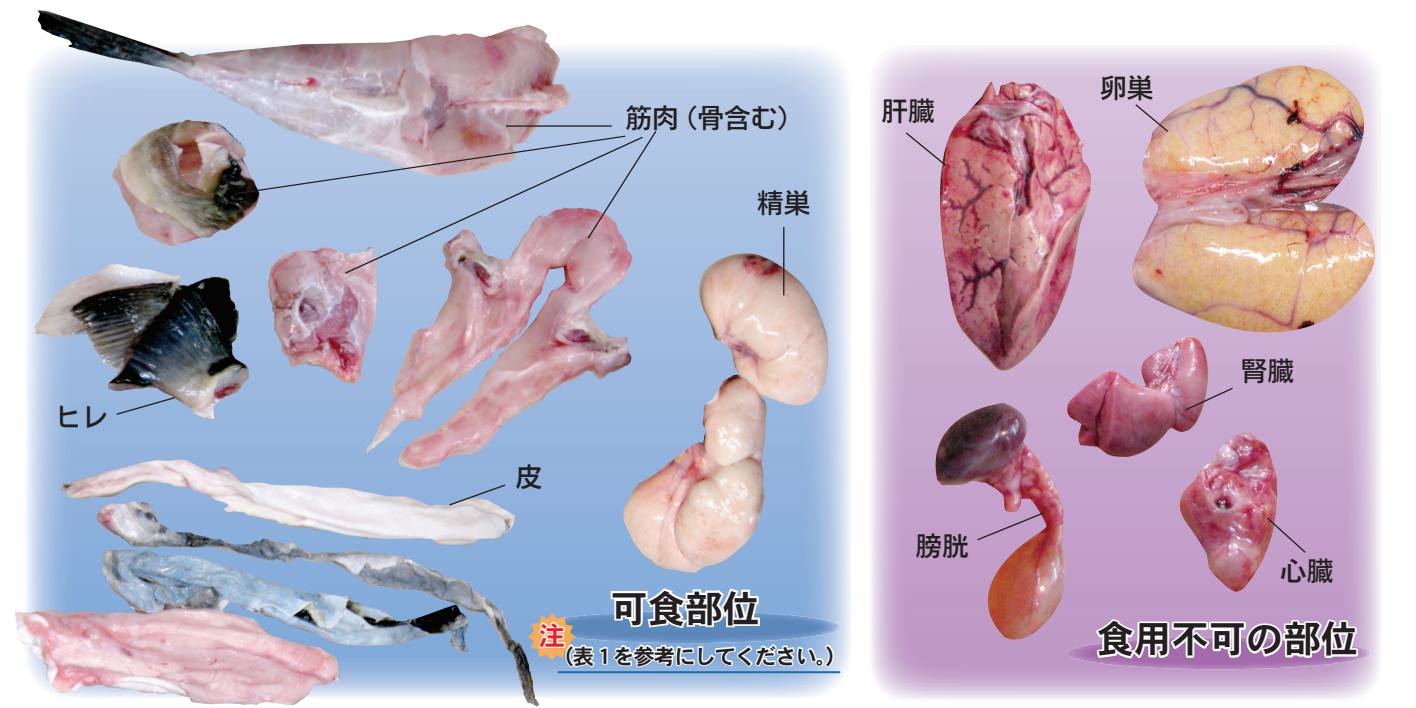 筋肉（骨含む）
精巣
ヒレ
皮
可食部位
注
（表１を参考にしてください。）
肝臓
卵巣
腎臓
膀胱
心臓
食用不可の部位